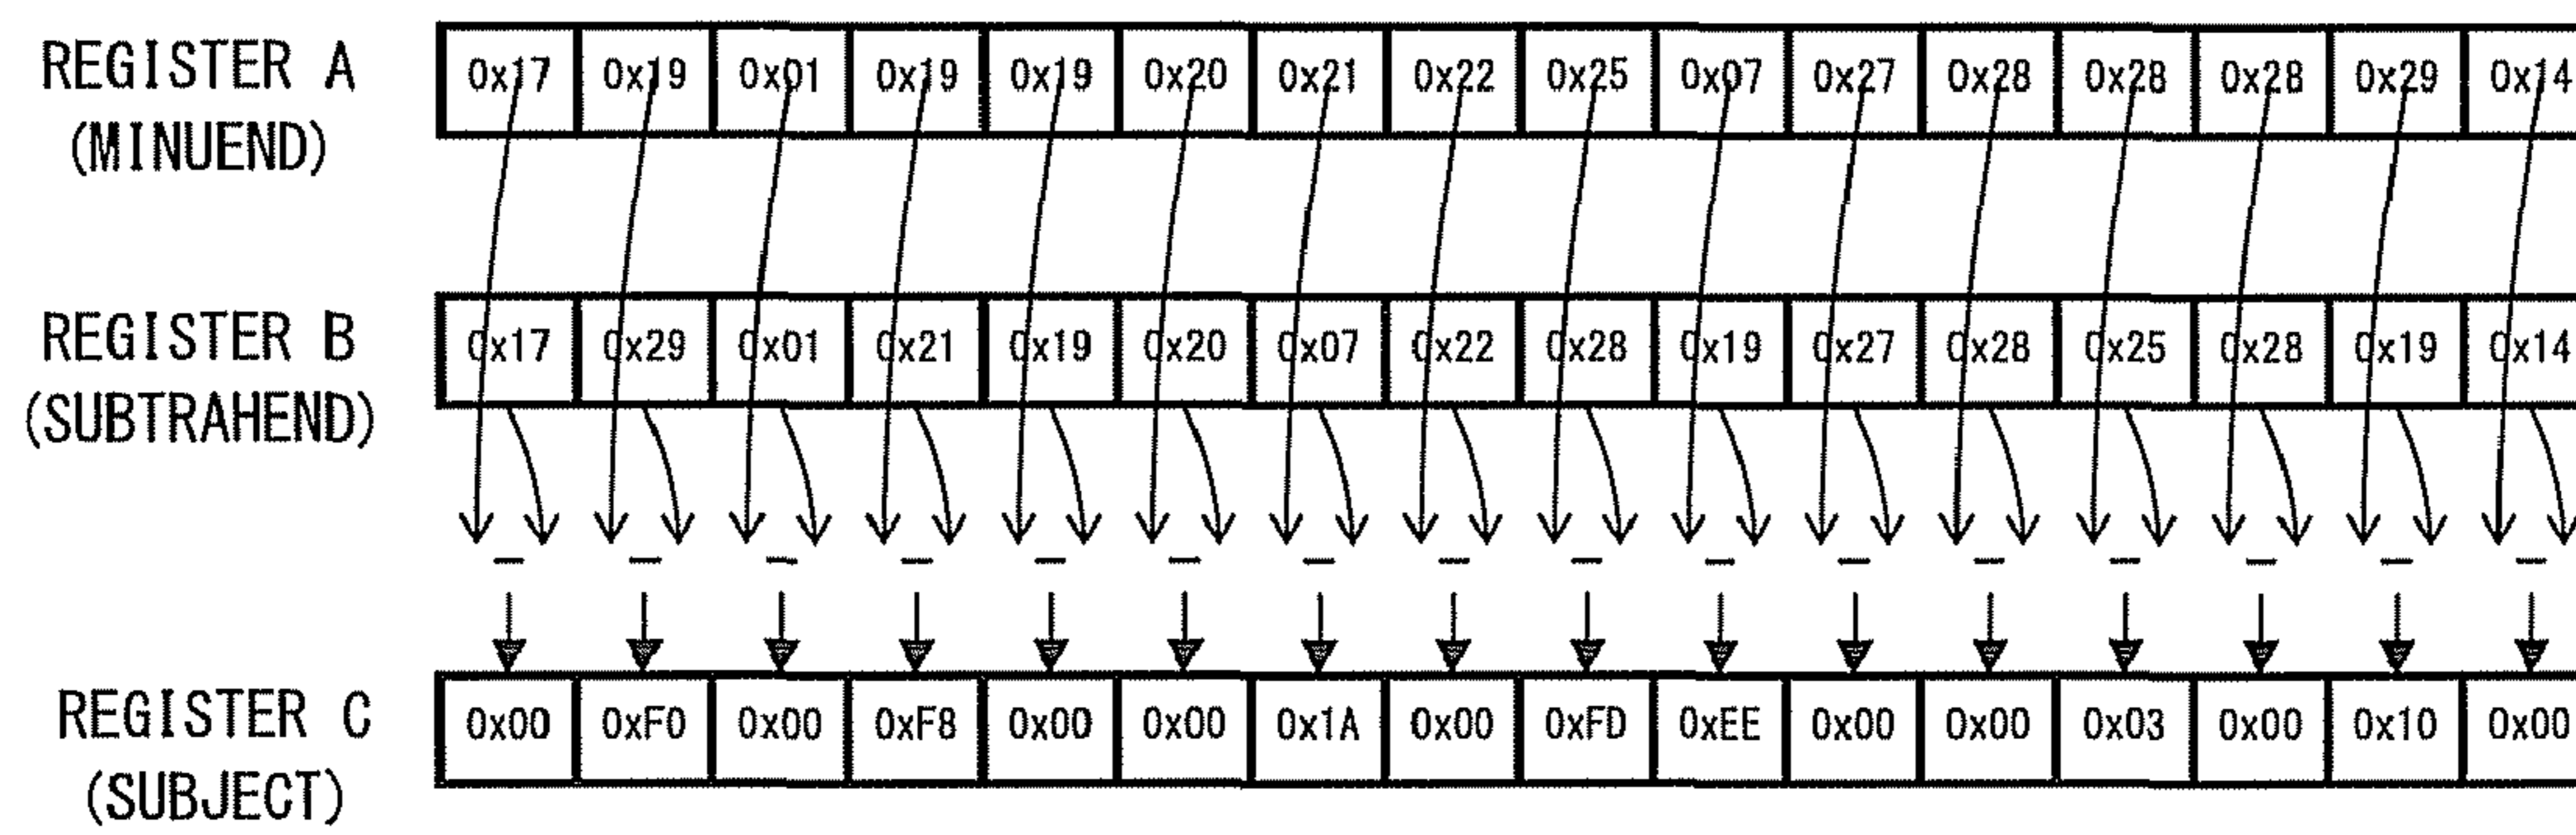 REGISTER A 0x17 0x19 0x01 0x19 0x19 0x20 0x21 0x22 0x25 0x07 0x27 0x28 0x28 0x28 0x29 0x14
(MINUEND)
REGISTER B 0x17 0x29 0x01 0x21 0x19 0x20 0x07 0x22 0x28 0x19 0x27 0x28 0x25 0x28 0x19 0x14
(SUBTRAHEND)
– – – – – – – – – – – – – – – –
REGISTER C 0x00 0xF0 0x00 0xF8 0x00 0x00 0x1A 0x00 0xFD 0xEE 0x00 0x00 0x03 0x00 0x10 0x00
(SUBJECT)